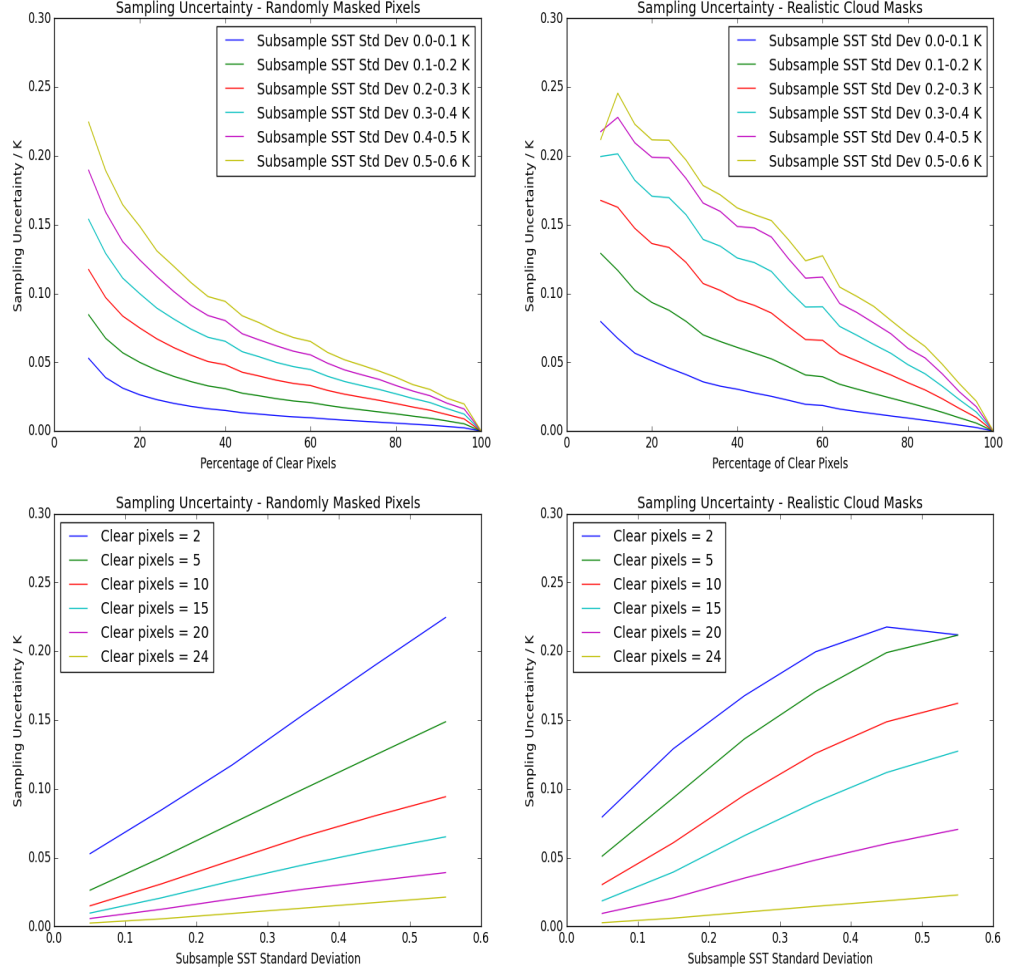 Sampling Uncertainty - Randomly Masked Pixels
0.30
0.25
0.20
0.15
0.10
0.05
0.00
Sampling Uncertainty / K
Subsample SST Std Dev 0.0-0.1 K
Subsample SST Std Dev 0.1-0.2 K
Subsample SST Std Dev 0.2-0.3 K
Subsample SST Std Dev 0.3-0.4 K
Subsample SST Std Dev 0.4-0.5 K
Subsample SST Std Dev 0.5-0.6 K
0 20 40 60 80 100
Percentage of Clear Pixels
Sampling Uncertainty - Realistic Cloud Masks
0.30
0.25
0.20
0.15
0.10
0.05
0.00
Sampling Uncertainty / K
Subsample SST Std Dev 0.0-0.1 K
Subsample SST Std Dev 0.1-0.2 K
Subsample SST Std Dev 0.2-0.3 K
Subsample SST Std Dev 0.3-0.4 K
Subsample SST Std Dev 0.4-0.5 K
Subsample SST Std Dev 0.5-0.6 K
0 20 40 60 80 100
Percentage of Clear Pixels
Sampling Uncertainty - Randomly Masked Pixels
0.30
0.25
0.20
0.15
0.10
0.05
0.00
Sampling Uncertainty / K
Clear pixels = 2
Clear pixels = 5
Clear pixels = 10
Clear pixels = 15
Clear pixels = 20
Clear pixels = 24
0.0 0.1 0.2 0.3 0.4 0.5 0.6
Subsample SST Standard Deviation
Sampling Uncertainty - Realistic Cloud Masks
0.30
0.25
0.20
0.15
0.10
0.05
0.00
Sampling Uncertainty / K
Clear pixels = 2
Clear pixels = 5
Clear pixels = 10
Clear pixels = 15
Clear pixels = 20
Clear pixels = 24
0.0 0.1 0.2 0.3 0.4 0.5 0.6
Subsample SST Standard Deviation